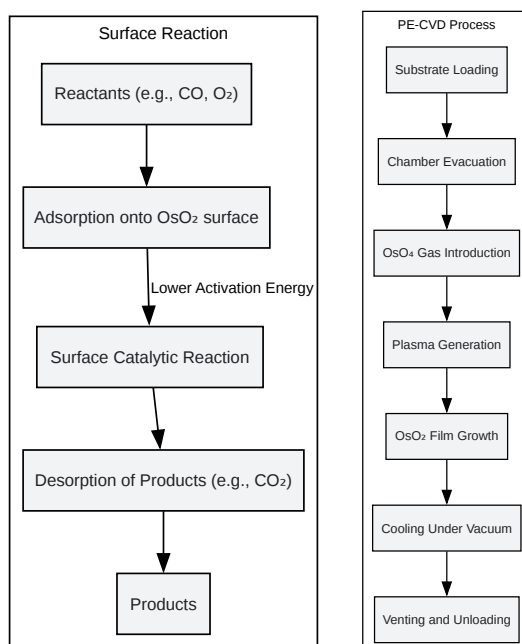 Surface Reaction
Reactants (e.g., CO, O₂)
Adsorption onto OsO₂ surface
Lower Activation Energy
Surface Catalytic Reaction
Desorption of Products (e.g., CO₂)
Products
PE-CVD Process
Substrate Loading
Chamber Evacuation
OsO₄ Gas Introduction
Plasma Generation
OsO₂ Film Growth
Cooling Under Vacuum
Venting and Unloading